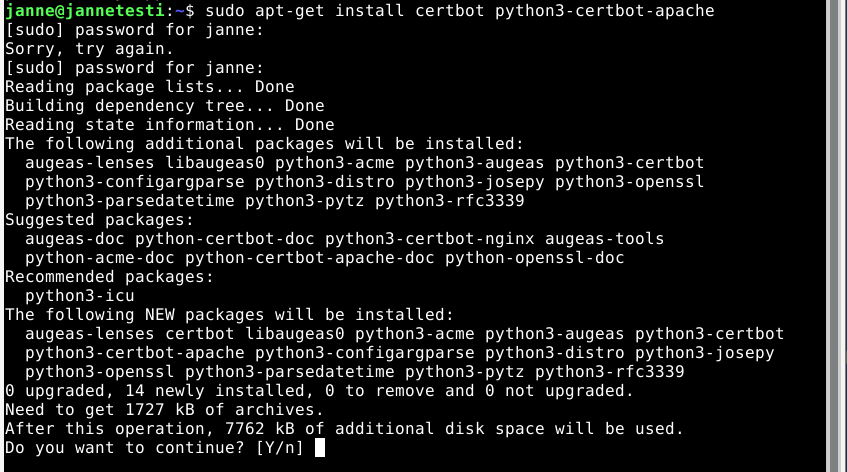 janne@jannetesti:~$ sudo apt-get install certbot python3-certbot-apache
[sudo] password for janne:
Sorry, try again.
[sudo] password for janne:
Reading package lists... Done
Building dependency tree... Done
Reading state information... Done
The following additional packages will be installed:
  augeas-lenses libaugeas0 python3-acme python3-augeas python3-certbot
  python3-configargparse python3-distro python3-josepy python3-openssl
  python3-parsedatetime python3-pytz python3-rfc3339
Suggested packages:
  augeas-doc python-certbot-doc python3-certbot-nginx augeas-tools
  python-acme-doc python-certbot-apache-doc python-openssl-doc
Recommended packages:
  python3-icu
The following NEW packages will be installed:
  augeas-lenses certbot libaugeas0 python3-acme python3-augeas python3-certbot
  python3-certbot-apache python3-configargparse python3-distro python3-josepy
  python3-openssl python3-parsedatetime python3-pytz python3-rfc3339
0 upgraded, 14 newly installed, 0 to remove and 0 not upgraded.
Need to get 1727 kB of archives.
After this operation, 7762 kB of additional disk space will be used.
Do you want to continue? [Y/n]